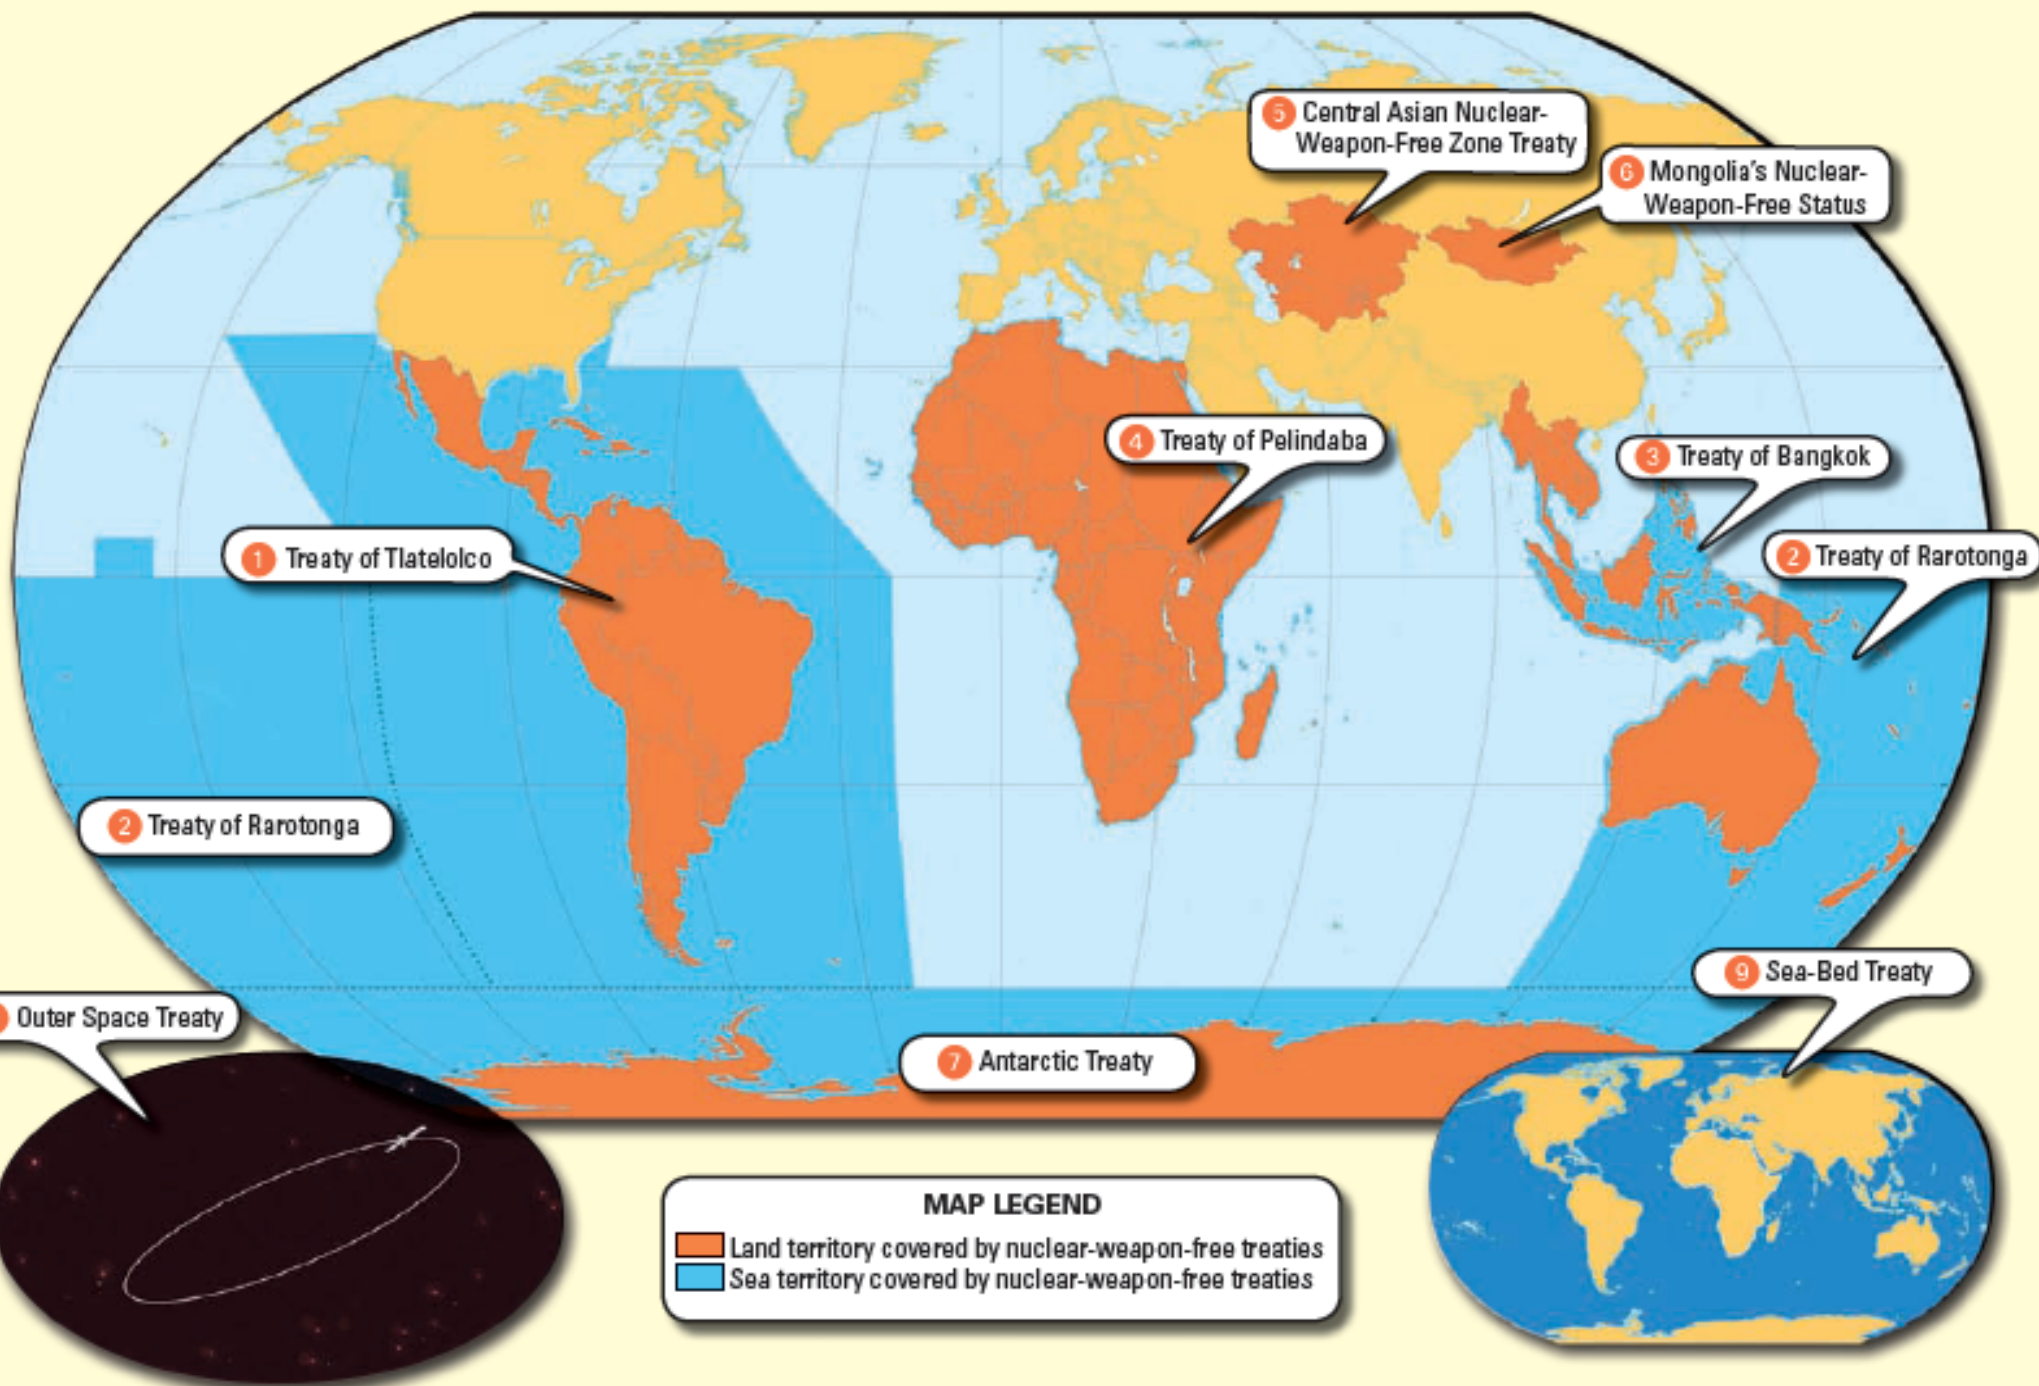 5 Central Asian Nuclear-
Weapon-Free Zone Treaty
6 Mongolia's Nuclear-
Weapon-Free Status
4 Treaty of Pelindaba
3 Treaty of Bangkok
1 Treaty of Tlatelolco
2 Treaty of Rarotonga
2 Treaty of Rarotonga
9 Sea-Bed Treaty
Outer Space Treaty
7 Antarctic Treaty
MAP LEGEND
Land territory covered by nuclear-weapon-free treaties
Sea territory covered by nuclear-weapon-free treaties